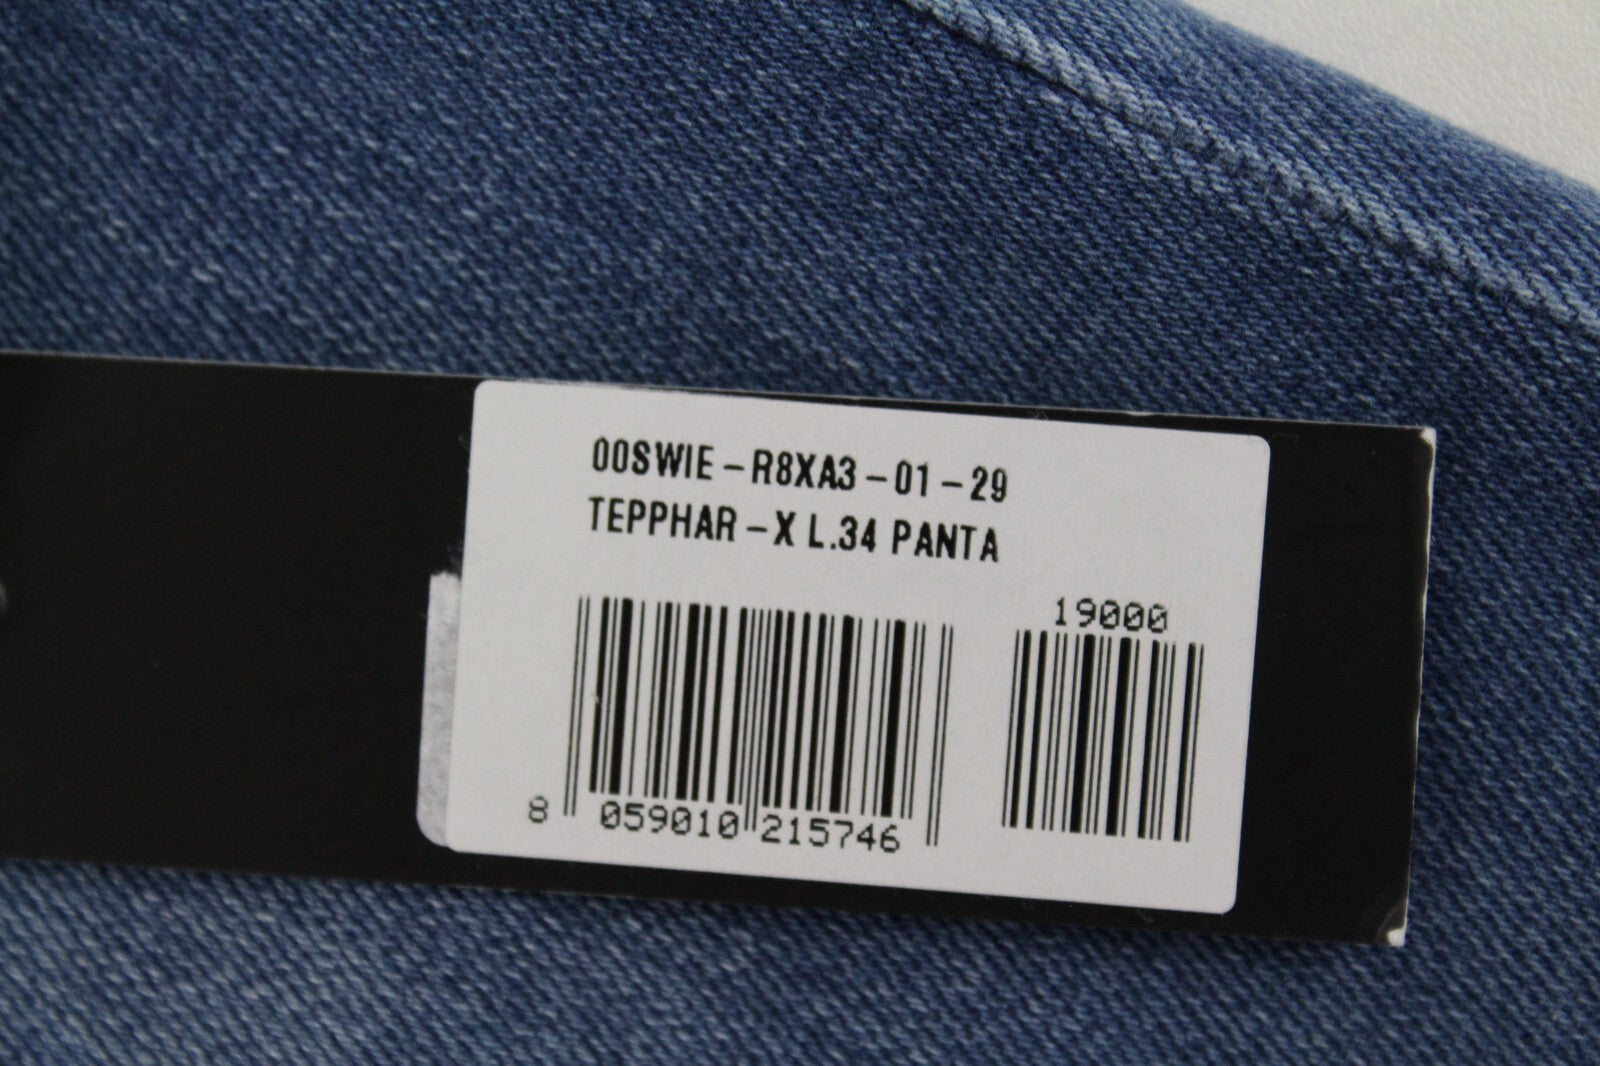 00SWIE-R8XA3-01-29
TEPPHAR-X L.34 PANTA
19000
8 059010 215746